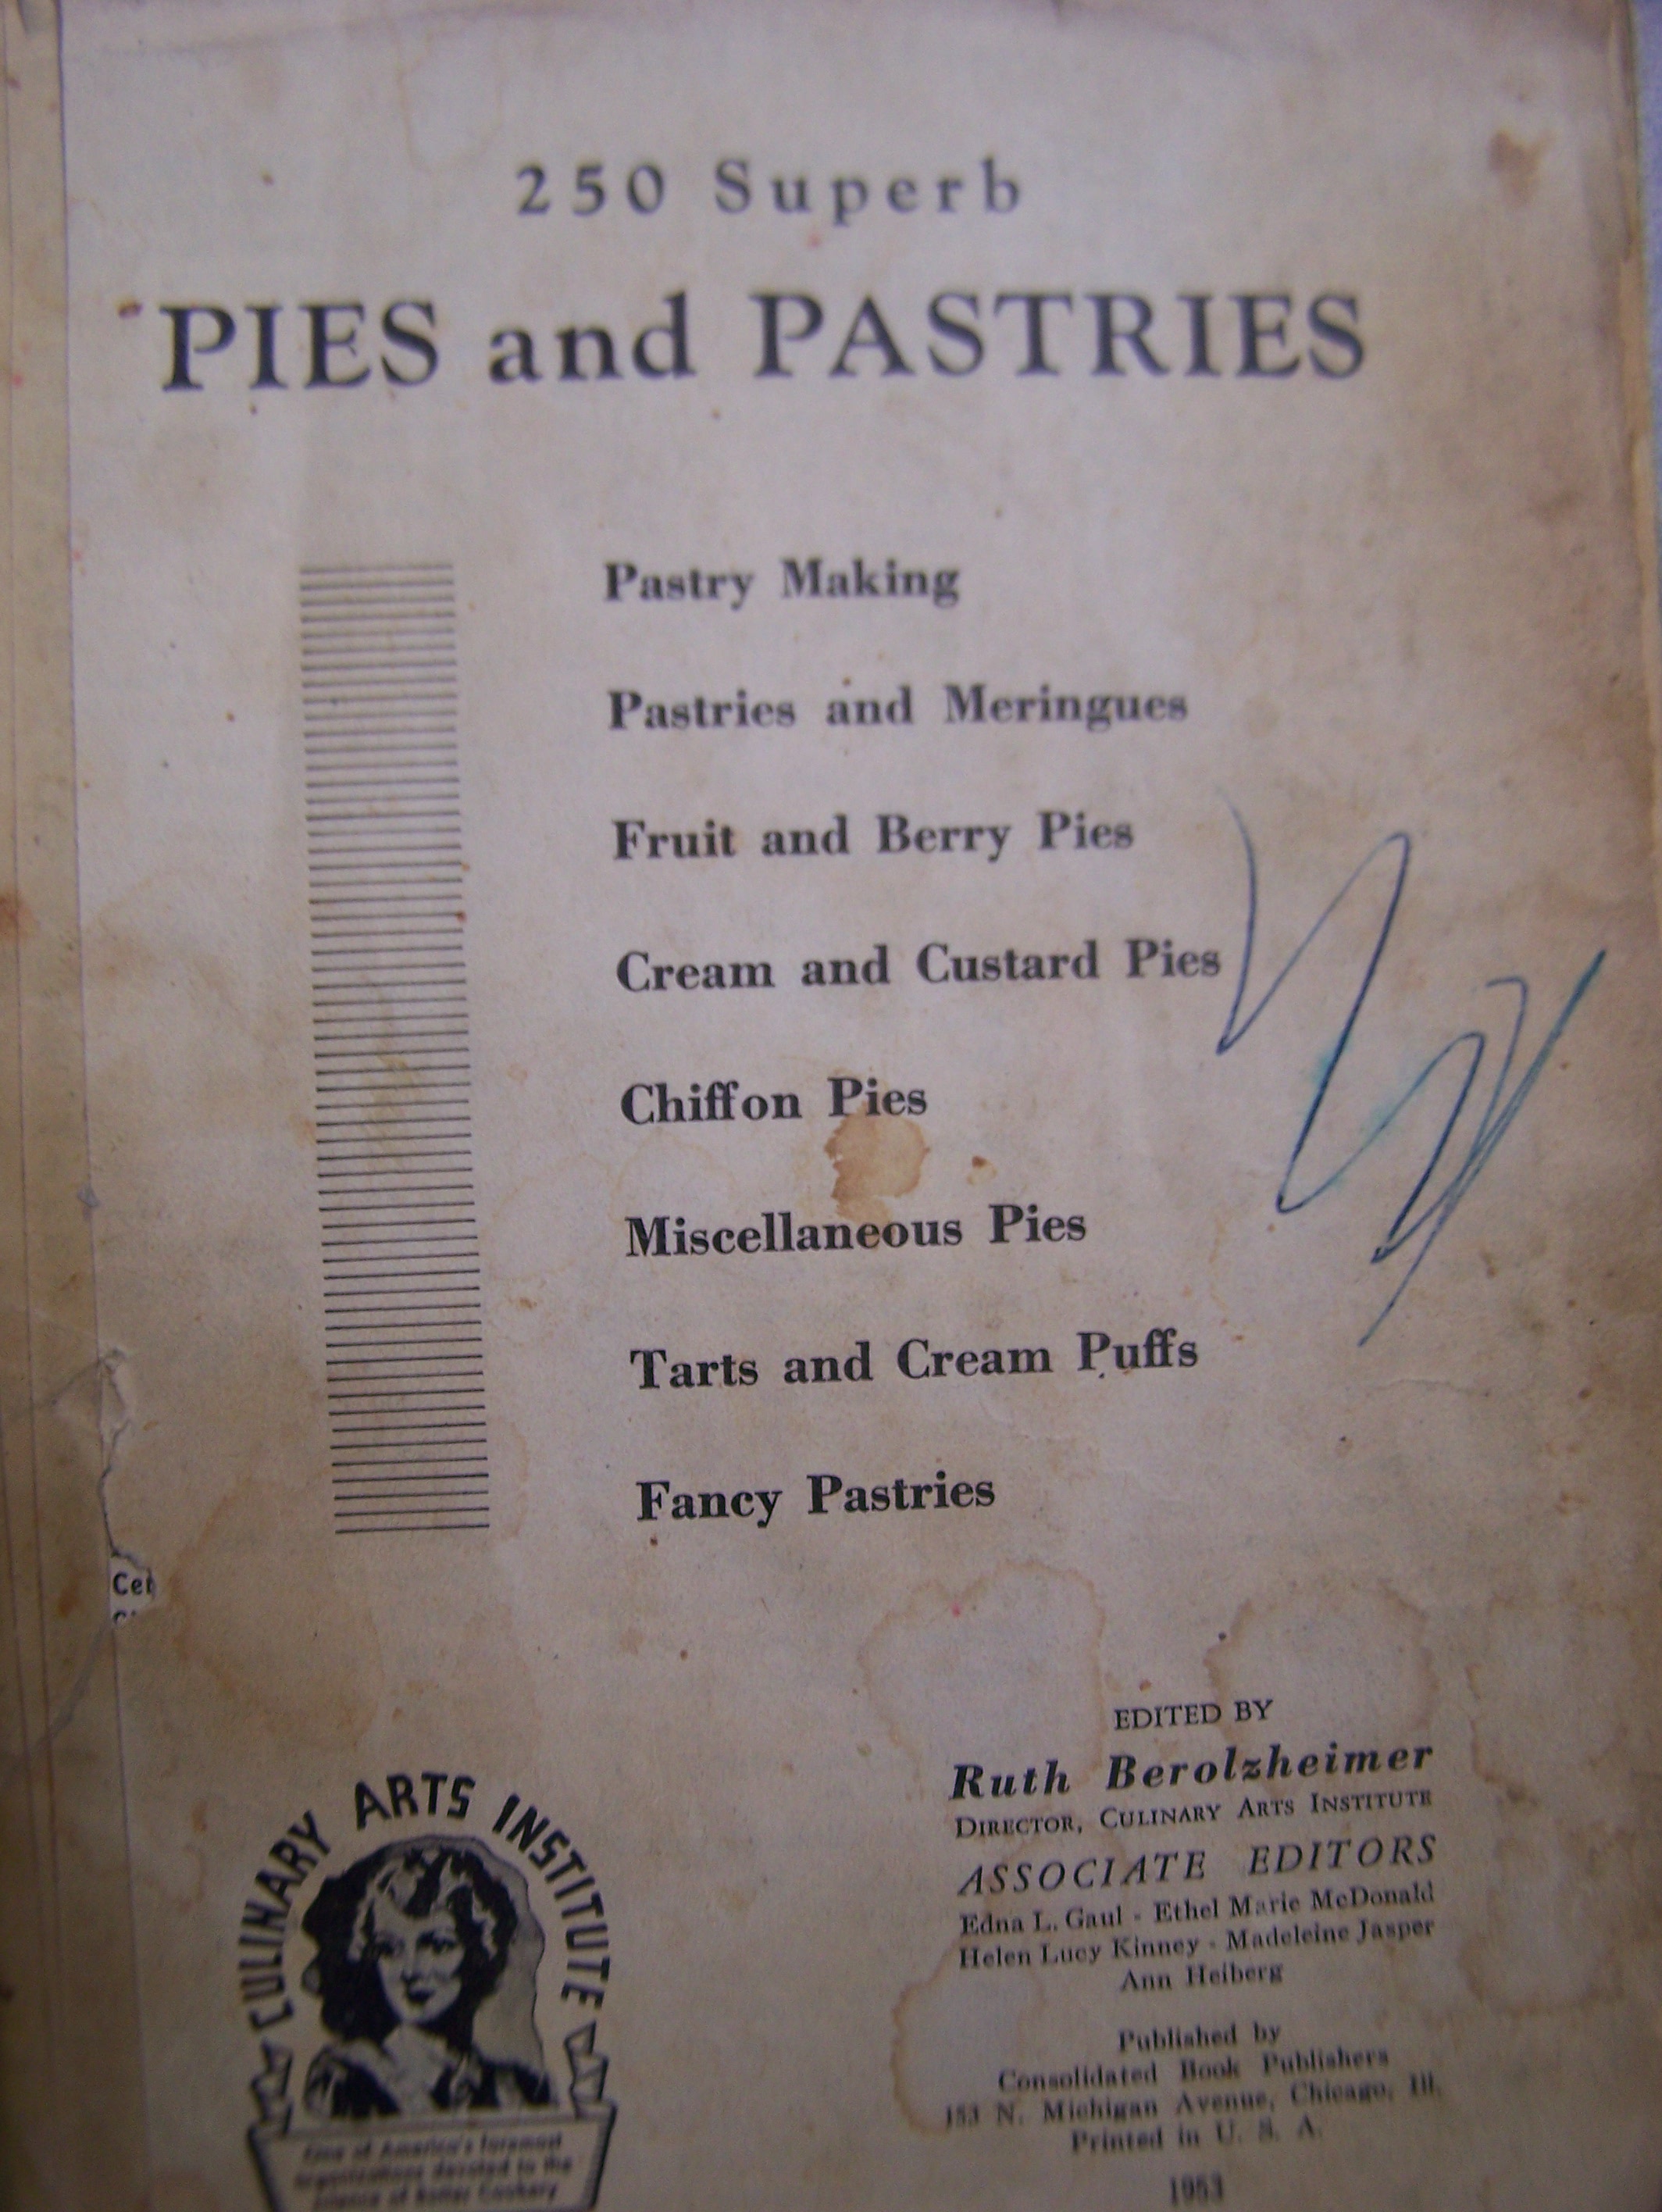 250 Superb
PIES and PASTRIES
Pastry Making
Pastries and Meringues
Fruit and Berry Pies
Cream and Custard Pies
Chiffon Pies
Miscellaneous Pies
Tarts and Cream Puffs
Fancy Pastries
Cer
CULINARY ARTS INSTITUTE
One of America's foremost
organizations devoted to the
science of Better Cookery
EDITED BY
Ruth Berolzheimer
DIRECTOR, CULINARY ARTS INSTITUTE
ASSOCIATE EDITORS
Edna L. Gaul - Ethel Marie McDonald
Helen Lucy Kinney - Madeleine Jasper
Ann Heiberg
Published by
Consolidated Book Publishers
153 N. Michigan Avenue, Chicago, Ill.
Printed in U. S. A.
1953